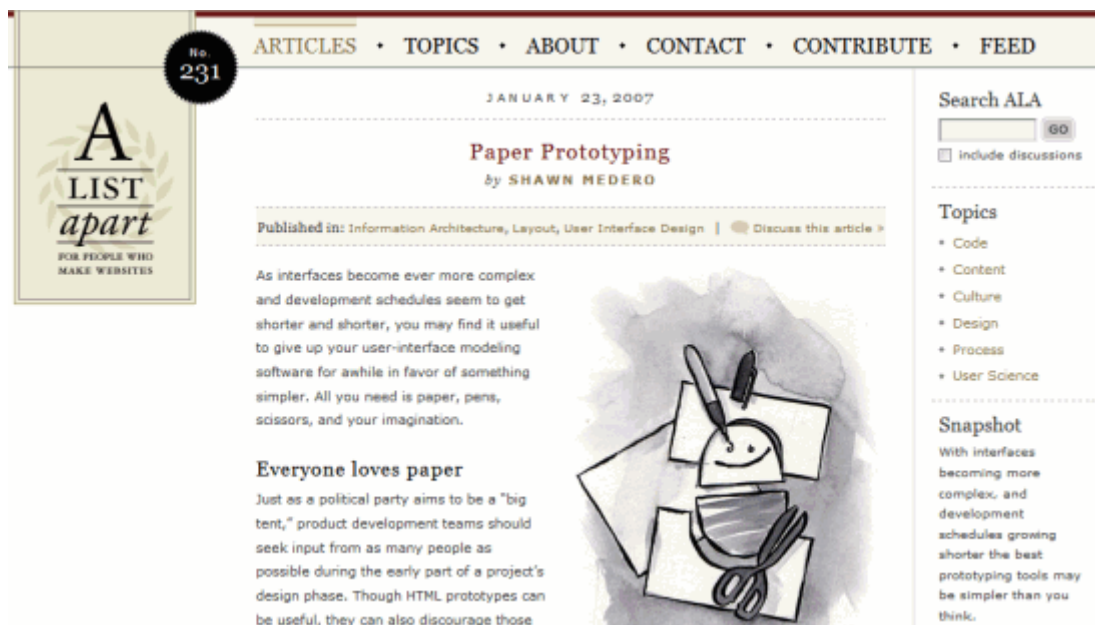 No.
231
A
LIST
apart
FOR PEOPLE WHO
MAKE WEBSITES
ARTICLES • TOPICS • ABOUT • CONTACT • CONTRIBUTE • FEED
JANUARY 23, 2007
Paper Prototyping
by SHAWN MEDERO
Published in: Information Architecture, Layout, User Interface Design | Discuss this article »
As interfaces become ever more complex
and development schedules seem to get
shorter and shorter, you may find it useful
to give up your user-interface modeling
software for awhile in favor of something
simpler. All you need is paper, pens,
scissors, and your imagination.
Everyone loves paper
Just as a political party aims to be a "big
tent," product development teams should
seek input from as many people as
possible during the early part of a project's
design phase. Though HTML prototypes can
be useful, they can also discourage those
Search ALA
GO
include discussions
Topics
• Code
• Content
• Culture
• Design
• Process
• User Science
Snapshot
With interfaces
becoming more
complex, and
development
schedules growing
shorter the best
prototyping tools may
be simpler than you
think.